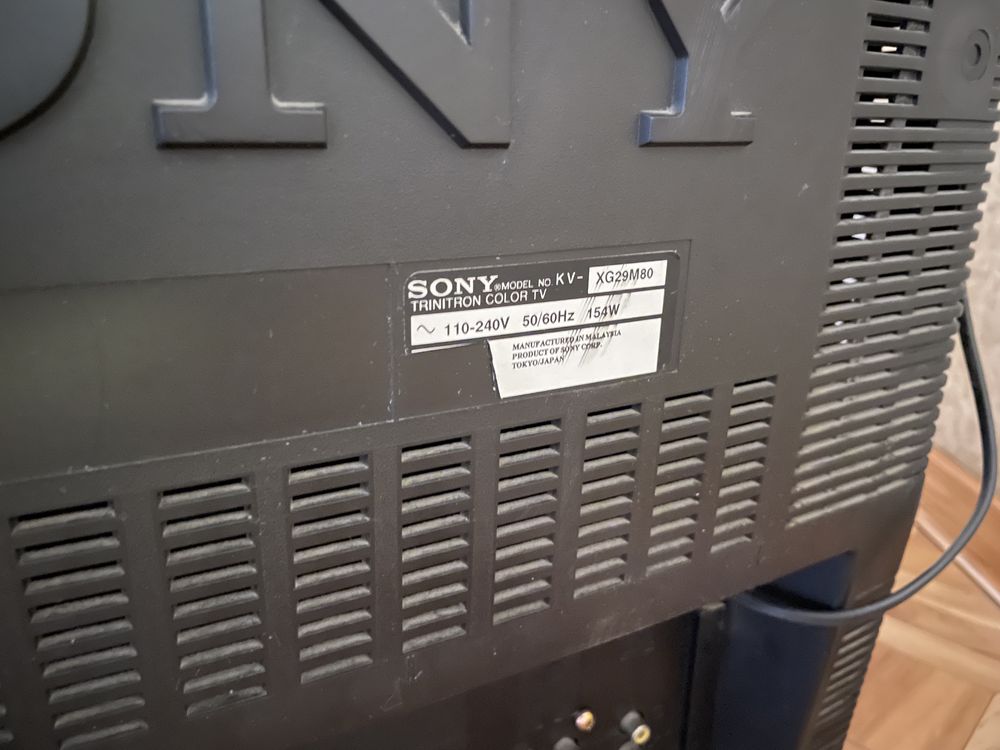 ONY
SONY® MODEL NO. KV- XG29M80
TRINITRON COLOR TV
~ 110-240V 50/60Hz 154W
MANUFACTURED IN MALAYSIA
PRODUCT OF SONY CORP.
TOKYO/JAPAN